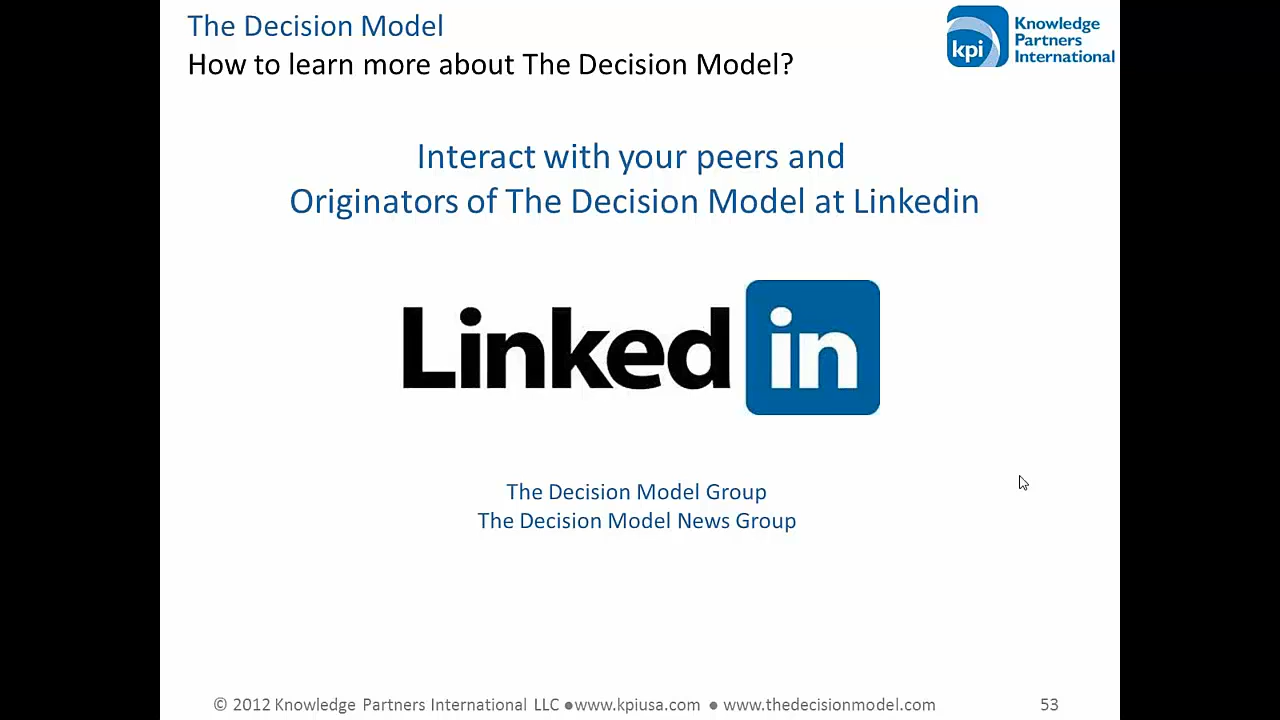 The Decision Model
How to learn more about The Decision Model?
kpi
Knowledge
Partners
International
Interact with your peers and
Originators of The Decision Model at Linkedin
Linked in
The Decision Model Group
The Decision Model News Group
© 2012 Knowledge Partners International LLC ●www.kpiusa.com ● www.thedecisionmodel.com 53